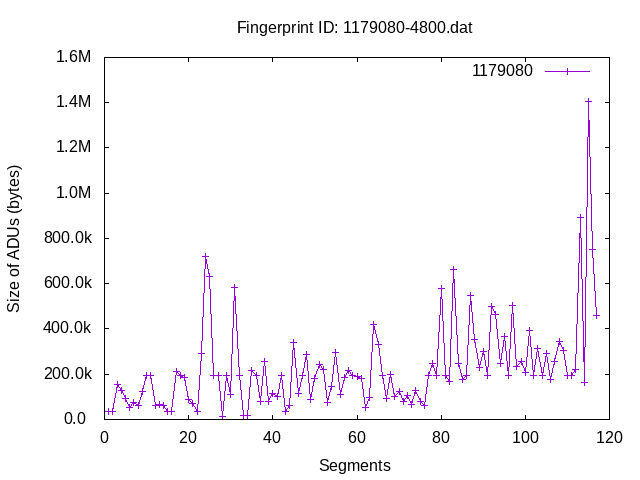 Fingerprint ID: 1179080-4800.dat
1179080
Size of ADUs (bytes)
1.6M
1.4M
1.2M
1.0M
800.0k
600.0k
400.0k
200.0k
0.0
0 20 40 60 80 100 120
Segments